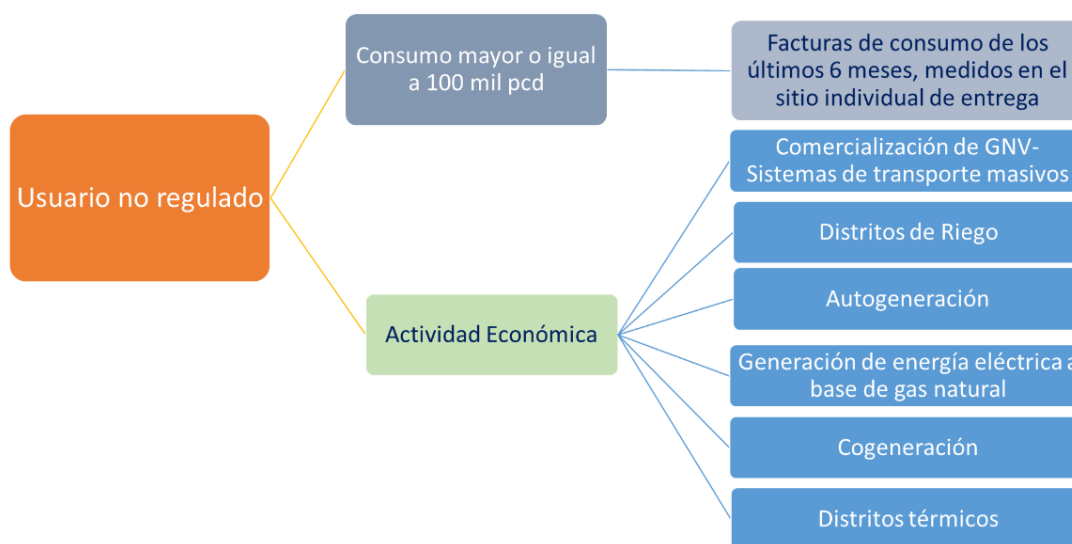 Usuario no regulado
Consumo mayor o igual
a 100 mil pcd
Facturas de consumo de los
últimos 6 meses, medidos en el
sitio individual de entrega
Actividad Económica
Comercialización de GNV-
Sistemas de transporte masivos
Distritos de Riego
Autogeneración
Generación de energía eléctrica a
base de gas natural
Cogeneración
Distritos térmicos